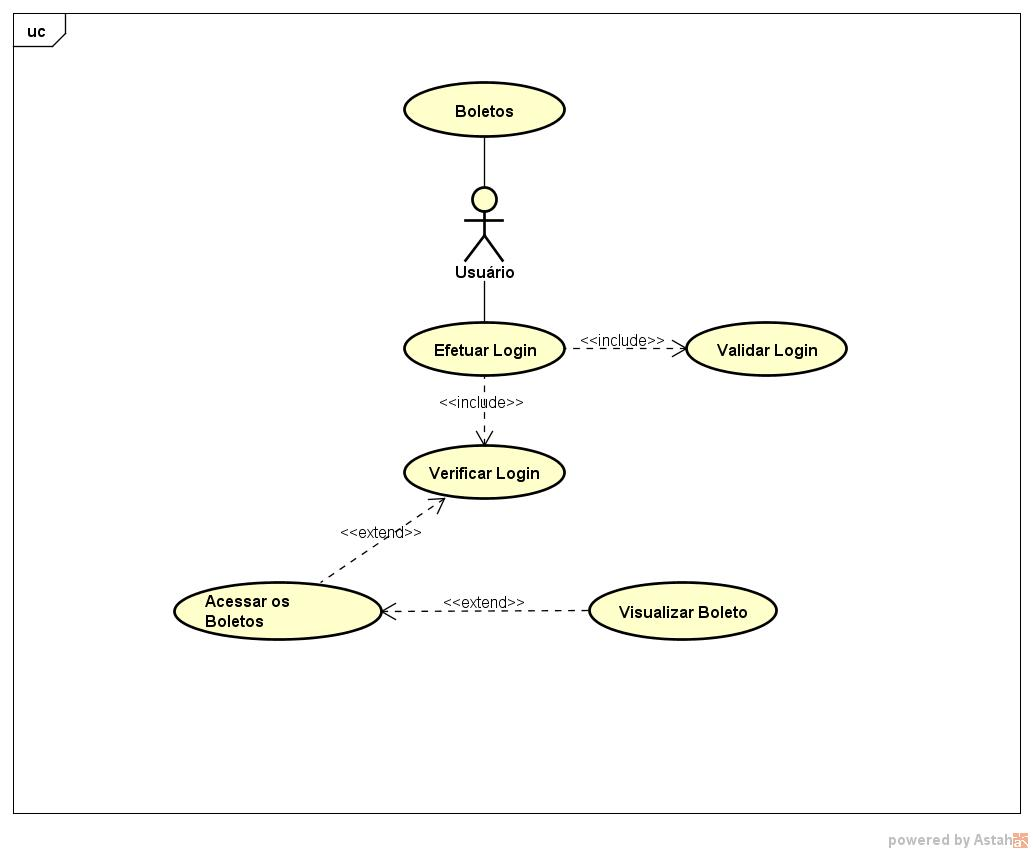 uc
Boletos
Usuário
Efetuar Login
<<include>>
Validar Login
<<include>>
Verificar Login
<<extend>>
Acessar os
Boletos
<<extend>>
Visualizar Boleto
powered by Astah